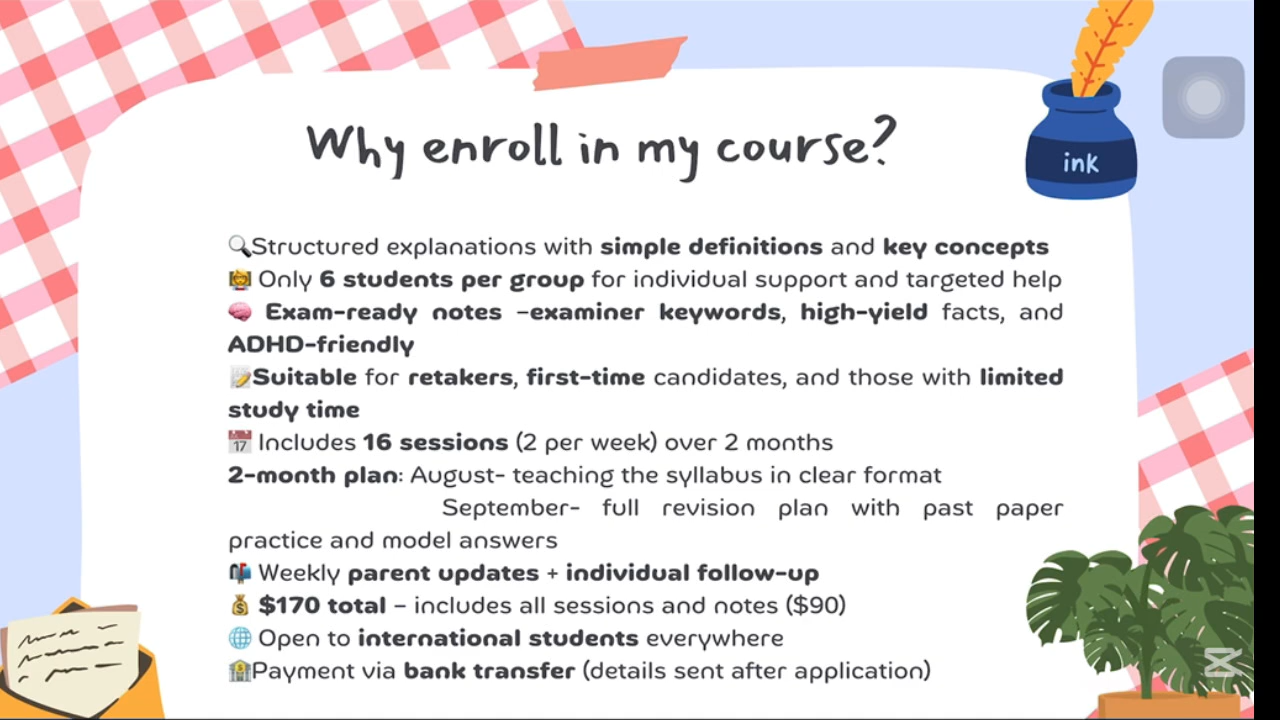 Why enroll in my course?
ink
🔍Structured explanations with simple definitions and key concepts
👩‍🏫 Only 6 students per group for individual support and targeted help
🧠 Exam-ready notes –examiner keywords, high-yield facts, and
ADHD-friendly
📝Suitable for retakers, first-time candidates, and those with limited
study time
📅 Includes 16 sessions (2 per week) over 2 months
2-month plan: August- teaching the syllabus in clear format
September- full revision plan with past paper
practice and model answers
📬 Weekly parent updates + individual follow-up
💰 $170 total – includes all sessions and notes ($90)
🌐 Open to international students everywhere
🏦Payment via bank transfer (details sent after application)